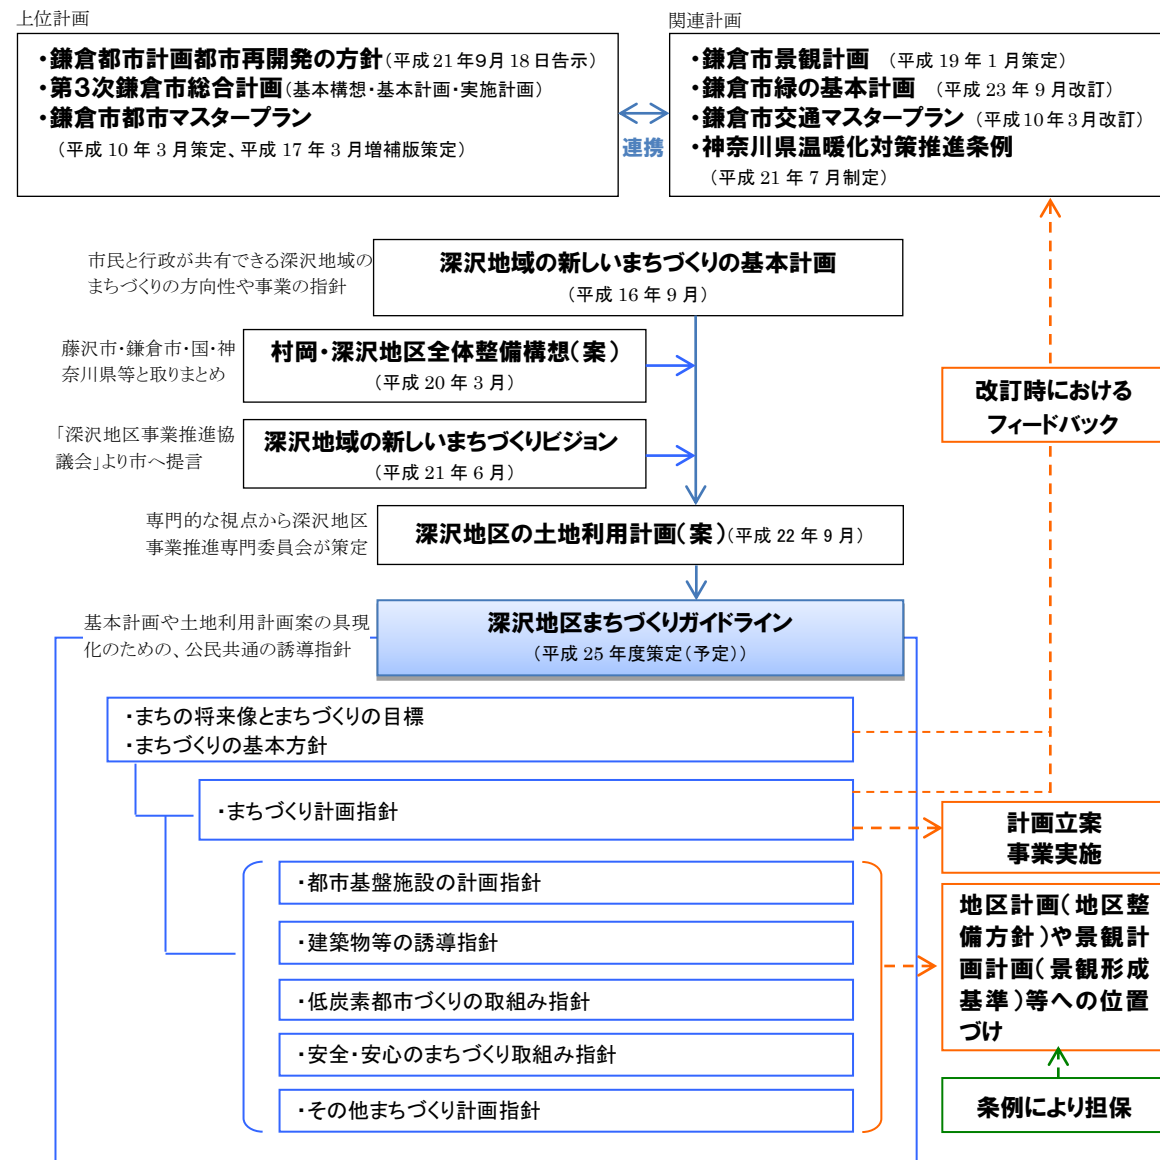 上位計画
・鎌倉都市計画都市再開発の方針(平成21年9月18日告示)
・第3次鎌倉市総合計画(基本構想・基本計画・実施計画)
・鎌倉市都市マスタープラン
(平成 10 年 3 月策定、平成 17 年 3 月増補版策定)
連携
関連計画
・鎌倉市景観計画 (平成 19 年 1 月策定)
・鎌倉市緑の基本計画 (平成 23 年 9 月改訂)
・鎌倉市交通マスタープラン (平成10年3月改訂)
・神奈川県温暖化対策推進条例
(平成 21 年 7 月制定)
市民と行政が共有できる深沢地域の
まちづくりの方向性や事業の指針
深沢地域の新しいまちづくりの基本計画
(平成 16 年 9 月)
藤沢市・鎌倉市・国・神
奈川県等と取りまとめ
村岡・深沢地区全体整備構想(案)
(平成 20 年 3 月)
「深沢地区事業推進協
議会」より市へ提言
深沢地域の新しいまちづくりビジョン
(平成 21 年 6 月)
専門的な視点から深沢地区
事業推進専門委員会が策定
深沢地区の土地利用計画(案)(平成 22 年 9 月)
基本計画や土地利用計画案の具現
化のための、公民共通の誘導指針
深沢地区まちづくりガイドライン
(平成 25 年度策定(予定))
・まちの将来像とまちづくりの目標
・まちづくりの基本方針
・まちづくり計画指針
・都市基盤施設の計画指針
・建築物等の誘導指針
・低炭素都市づくりの取組み指針
・安全・安心のまちづくり取組み指針
・その他まちづくり計画指針
改訂時における
フィードバック
計画立案
事業実施
地区計画(地区整
備方針)や景観計
画計画(景観形成
基準)等への位置
づけ
条例により担保